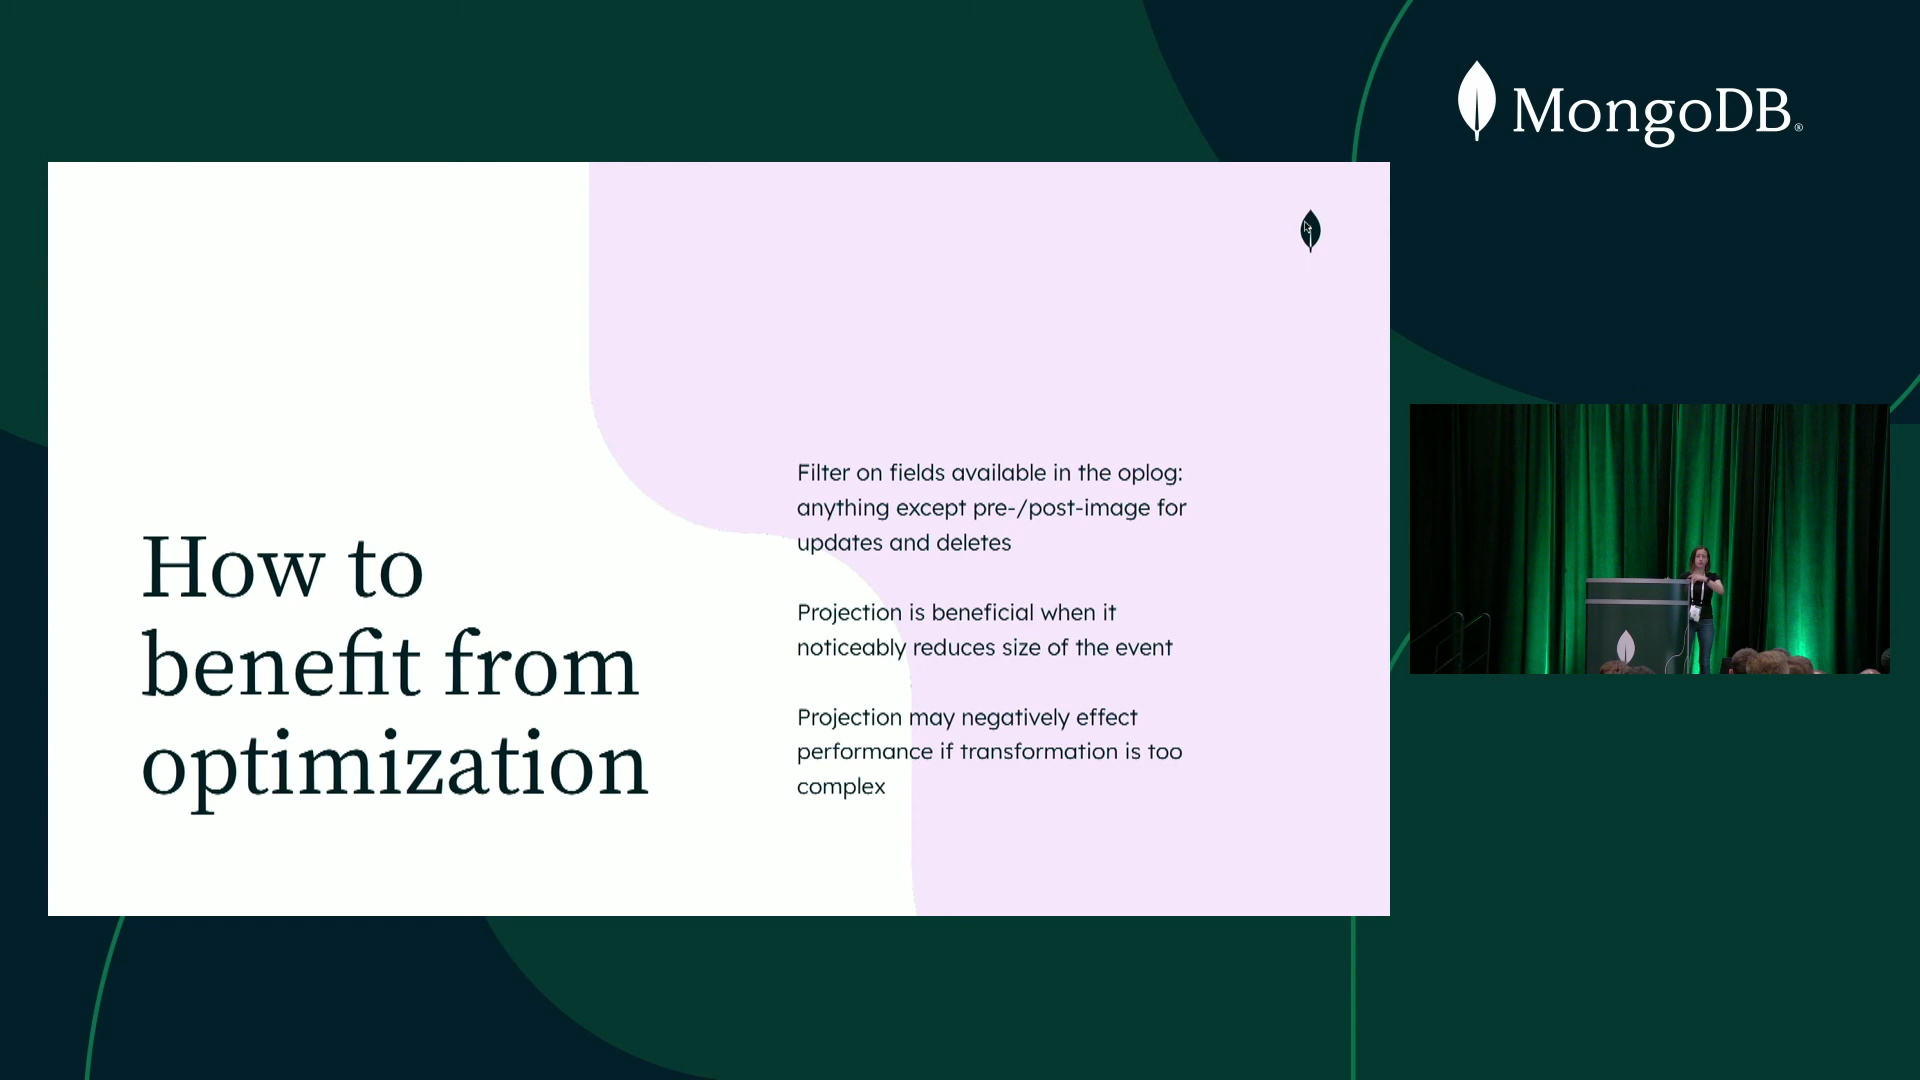 MongoDB®
How to
benefit from
optimization
Filter on fields available in the oplog:
anything except pre-/post-image for
updates and deletes
Projection is beneficial when it
noticeably reduces size of the event
Projection may negatively effect
performance if transformation is too
complex